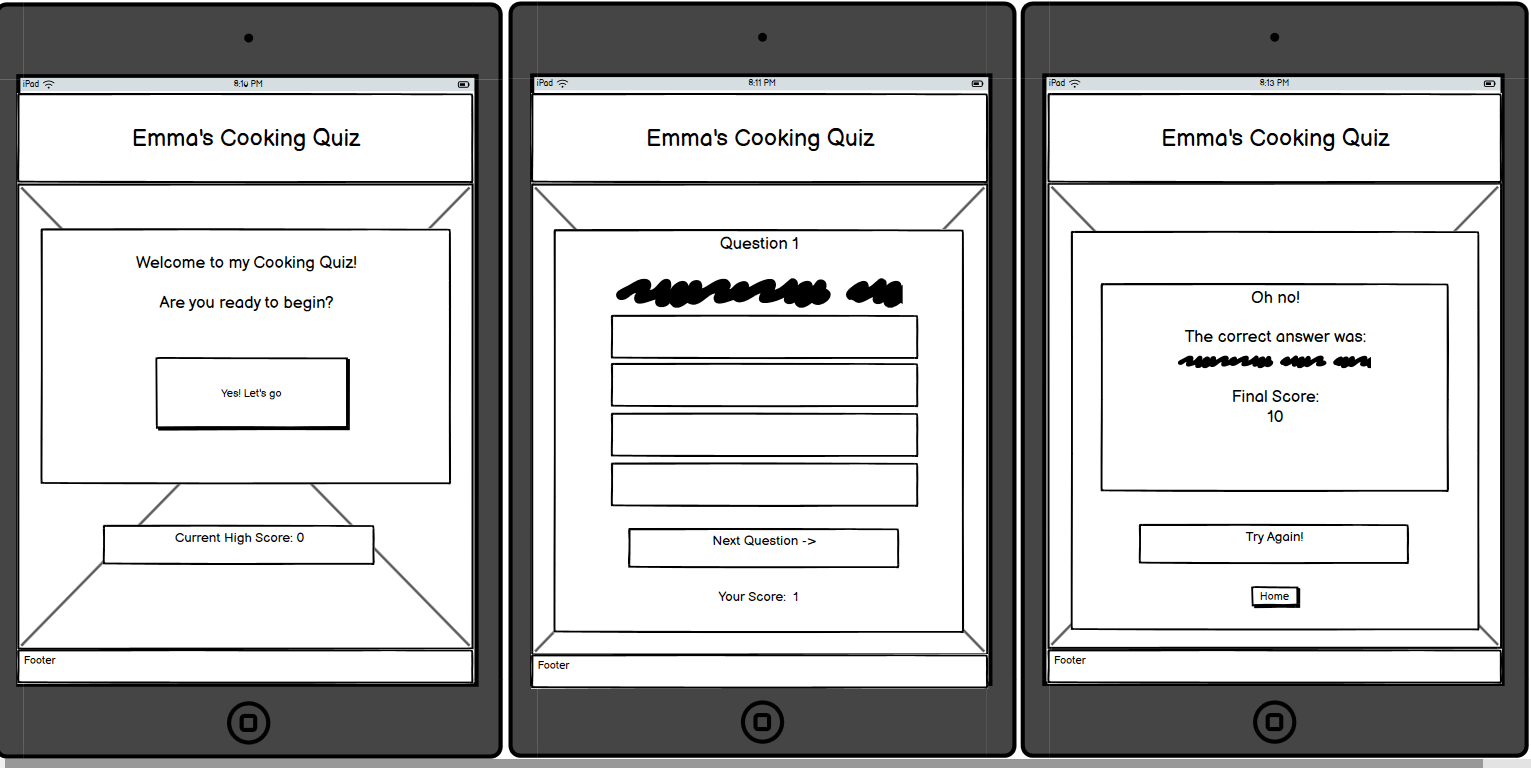 iPad 8:10 PM
Emma's Cooking Quiz
Welcome to my Cooking Quiz!
Are you ready to begin?
Yes! Let's go
Current High Score: 0
Footer
iPad 8:11 PM
Emma's Cooking Quiz
Question 1
Next Question ->
Your Score: 1
Footer
iPad 8:13 PM
Emma's Cooking Quiz
Oh no!
The correct answer was:
Final Score:
10
Try Again!
Home
Footer